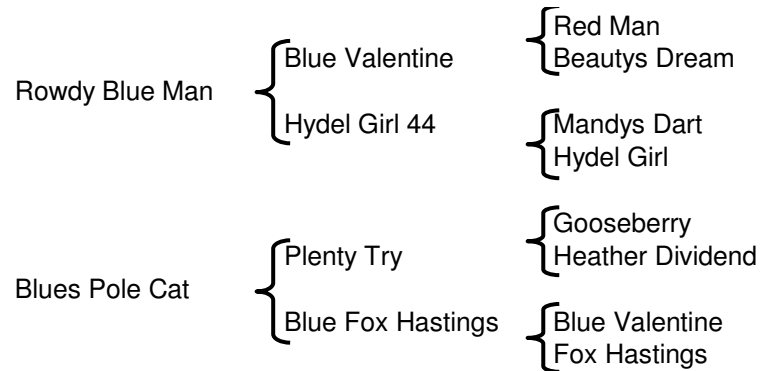 Red Man
Blue Valentine
Beautys Dream
Rowdy Blue Man
Hydel Girl 44
Mandys Dart
Hydel Girl
Gooseberry
Plenty Try
Heather Dividend
Blues Pole Cat
Blue Fox Hastings
Blue Valentine
Fox Hastings